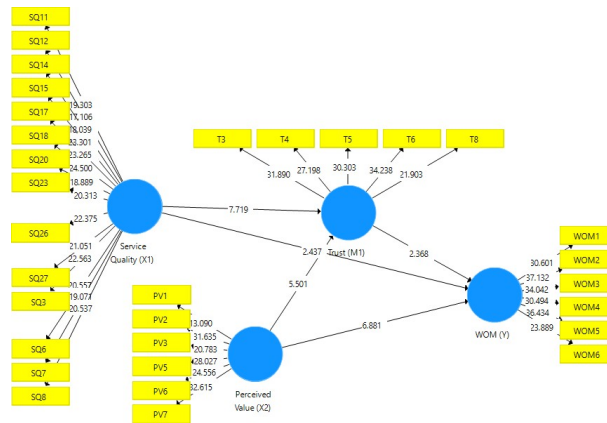 SQ11
SQ12
SQ14
SQ15
SQ17
SQ18
SQ20
SQ23
SQ26
SQ27
SQ3
SQ6
SQ7
SQ8
19.303
17.106
18.039
23.265
24.500
18.889
20.313
22.375
21.051
22.563
20.557
19.071
20.537
Service
Quality (X1)
T3
T4
T5
T6
T8
31.890
27.198
30.303
34.238
21.903
7.719
Trust (M1)
2.437
2.368
5.501
6.881
PV1
PV2
PV3
PV5
PV6
PV7
13.090
31.635
20.783
28.027
24.556
32.615
Perceived
Value (X2)
WOM (Y)
30.601
37.132
34.042
30.494
36.434
23.889
WOM1
WOM2
WOM3
WOM4
WOM5
WOM6